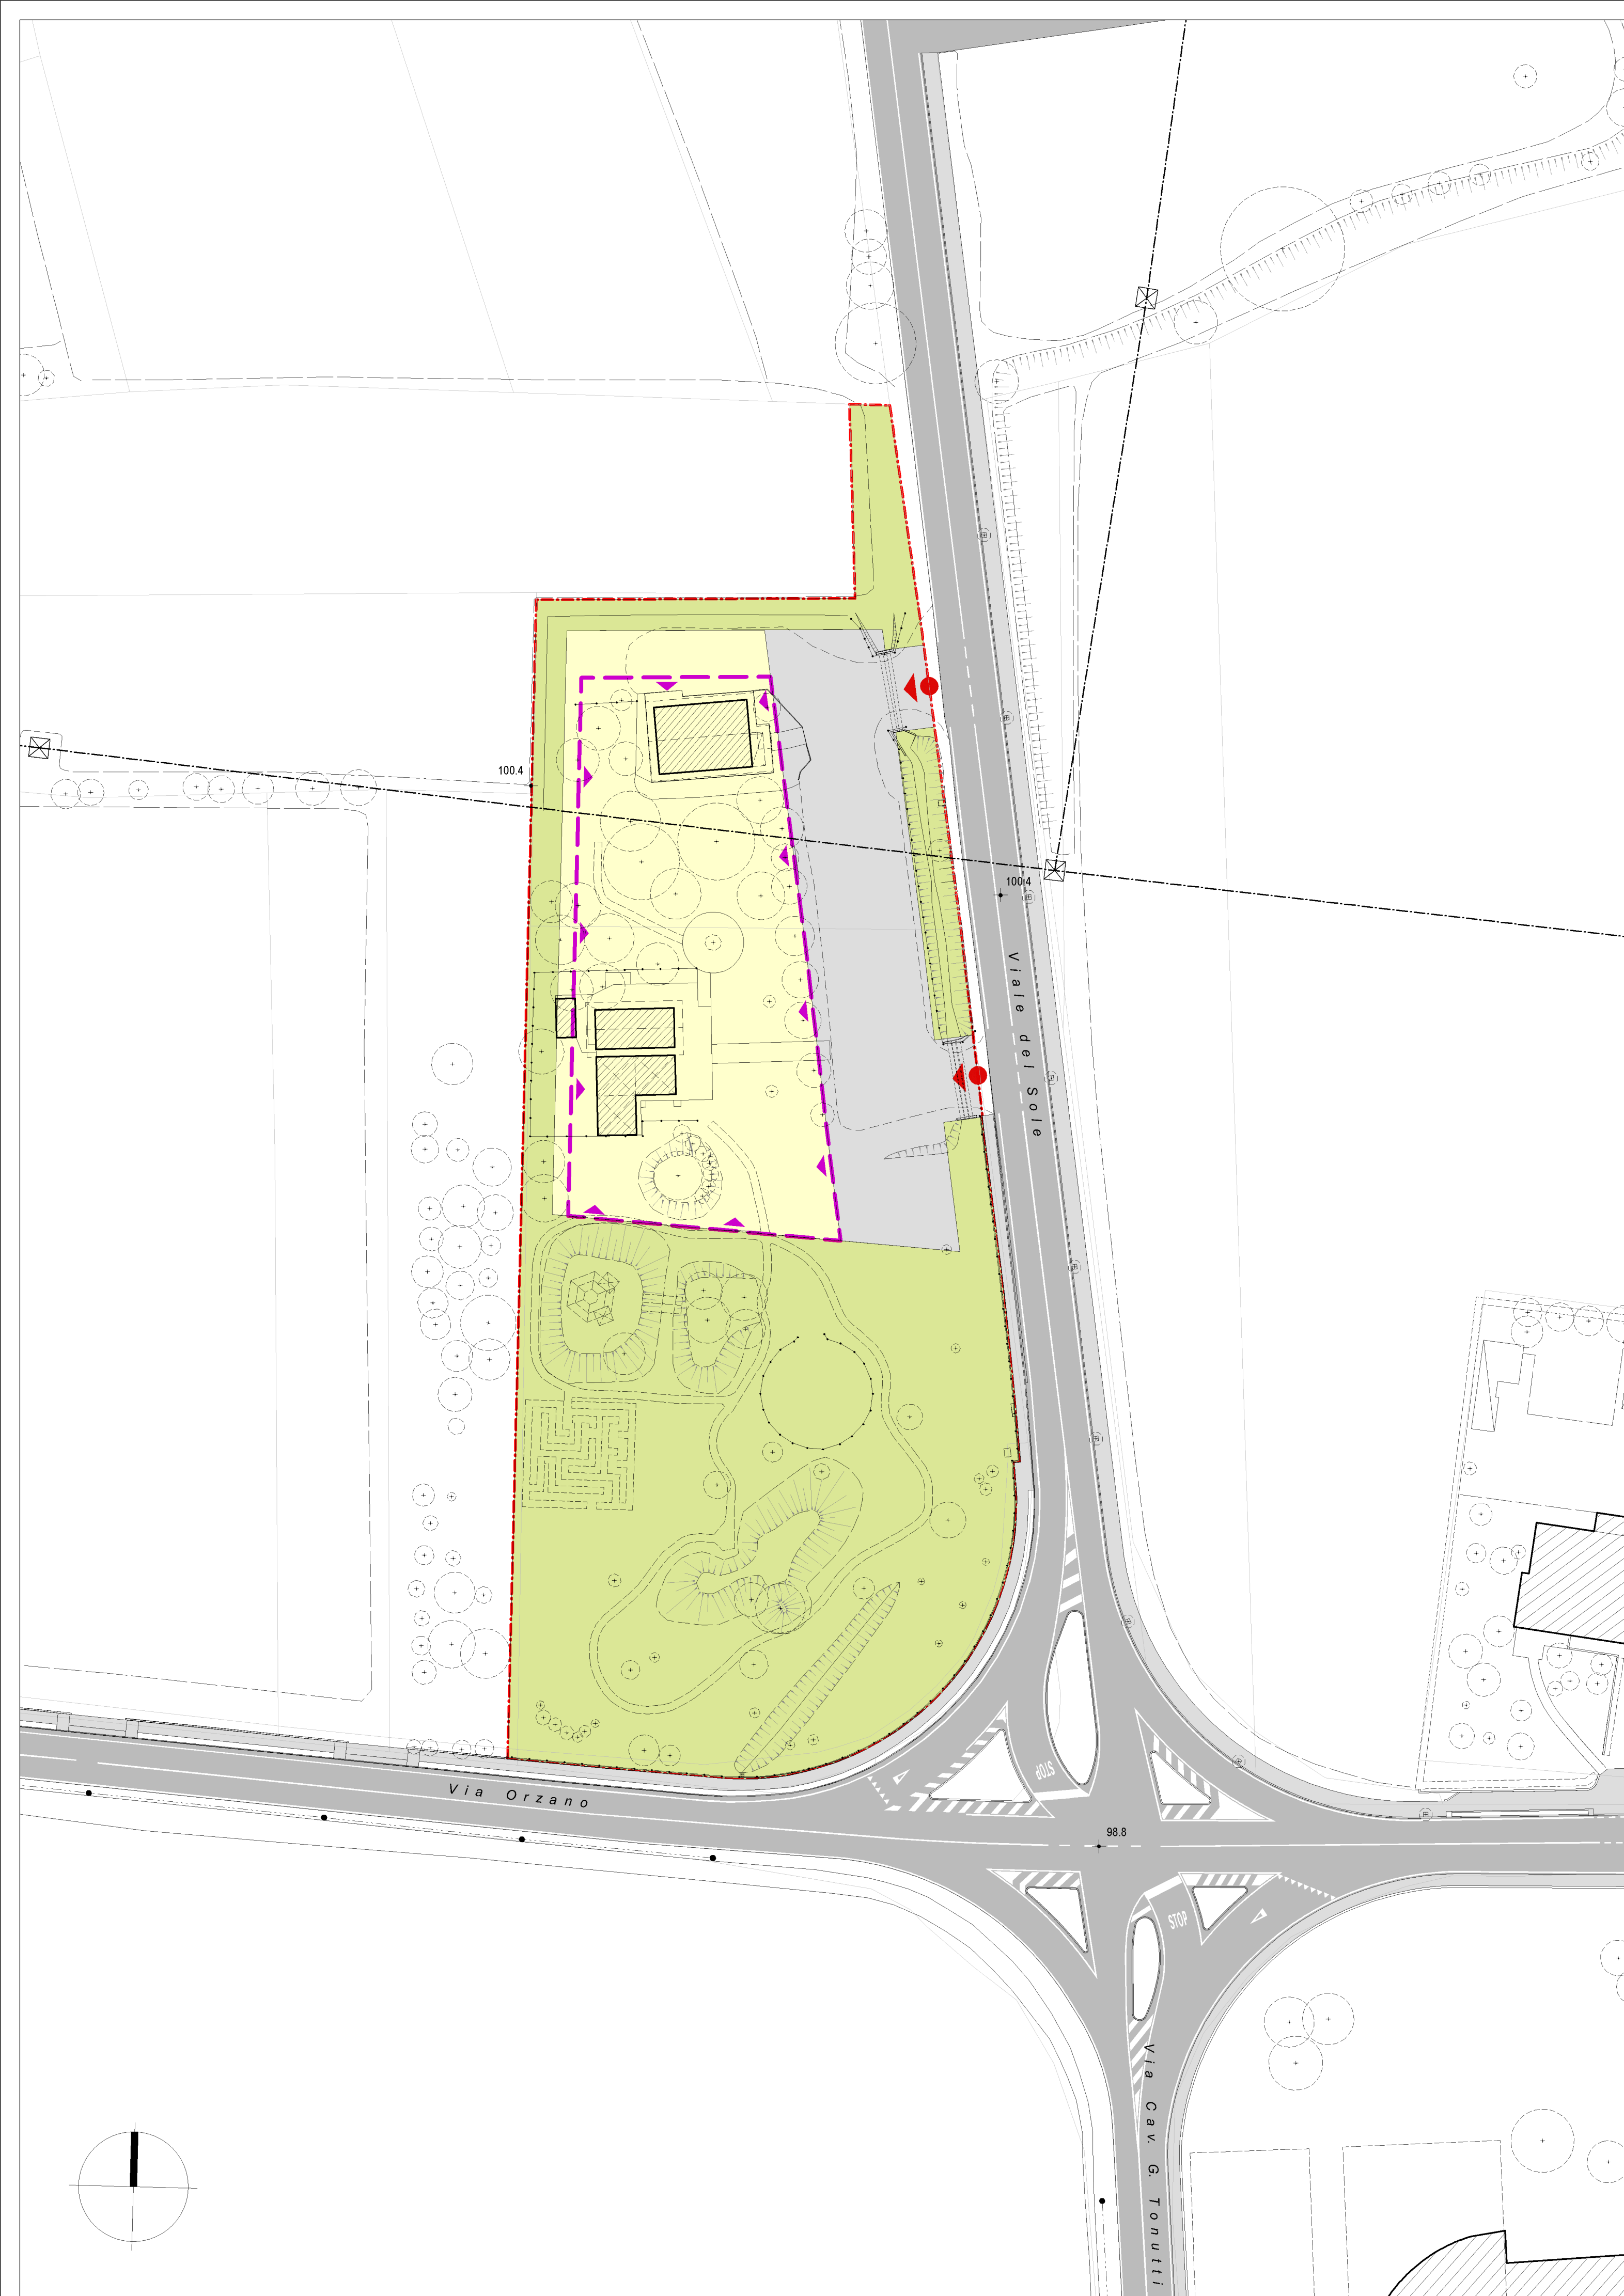 100.4
100.4
Viale del Sole
STOP
Via Orzano
98.8
STOP
Via Cav. G. Tonutti